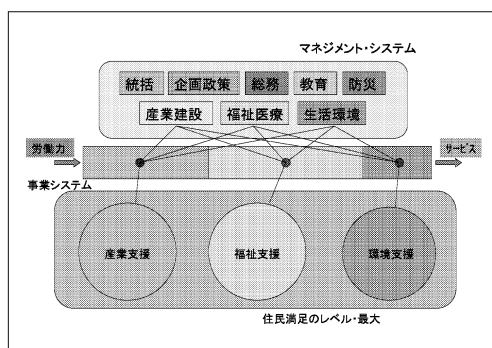 マネジメント・システム
統括 企画政策 総務 教育 防災
産業建設 福祉医療 生活環境
労働力
サービス
事業システム
産業支援 福祉支援 環境支援
住民満足のレベル・最大